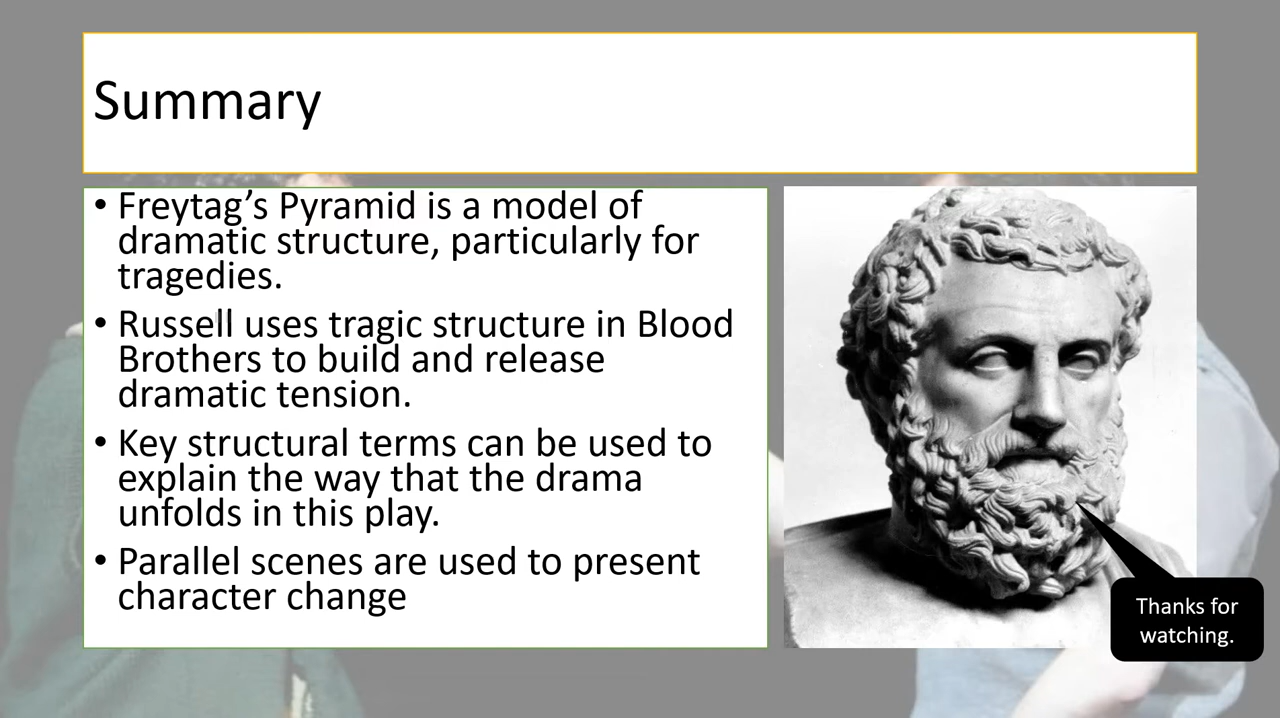 Summary
• Freytag’s Pyramid is a model of
dramatic structure, particularly for
tragedies.
• Russell uses tragic structure in Blood
Brothers to build and release
dramatic tension.
• Key structural terms can be used to
explain the way that the drama
unfolds in this play.
• Parallel scenes are used to present
character change
Thanks for
watching.